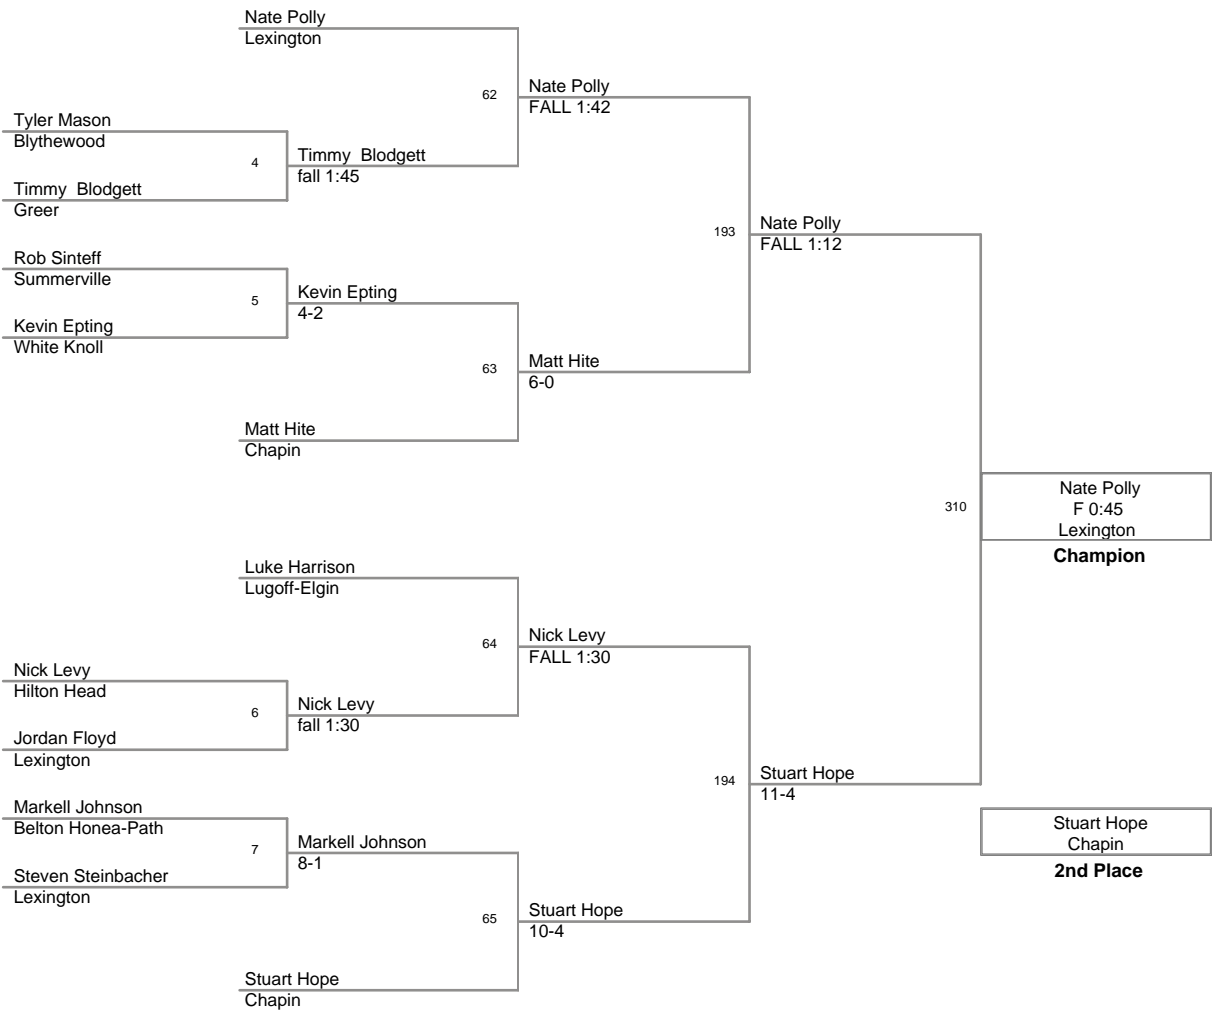 Nate Polly
Lexington
62
Nate Polly
FALL 1:42
Tyler Mason
Blythewood
4
Timmy  Blodgett
fall 1:45
Timmy  Blodgett
Greer
193
Nate Polly
FALL 1:12
Rob Sinteff
Summerville
5
Kevin Epting
4-2
Kevin Epting
White Knoll
63
Matt Hite
6-0
Matt Hite
Chapin
310
Nate Polly
F 0:45
Lexington
Champion
Luke Harrison
Lugoff-Elgin
64
Nick Levy
FALL 1:30
Nick Levy
Hilton Head
6
Nick Levy
fall 1:30
Jordan Floyd
Lexington
194
Stuart Hope
11-4
Markell Johnson
Belton Honea-Path
7
Markell Johnson
8-1
Steven Steinbacher
Lexington
Stuart Hope
Chapin
2nd Place
65
Stuart Hope
10-4
Stuart Hope
Chapin